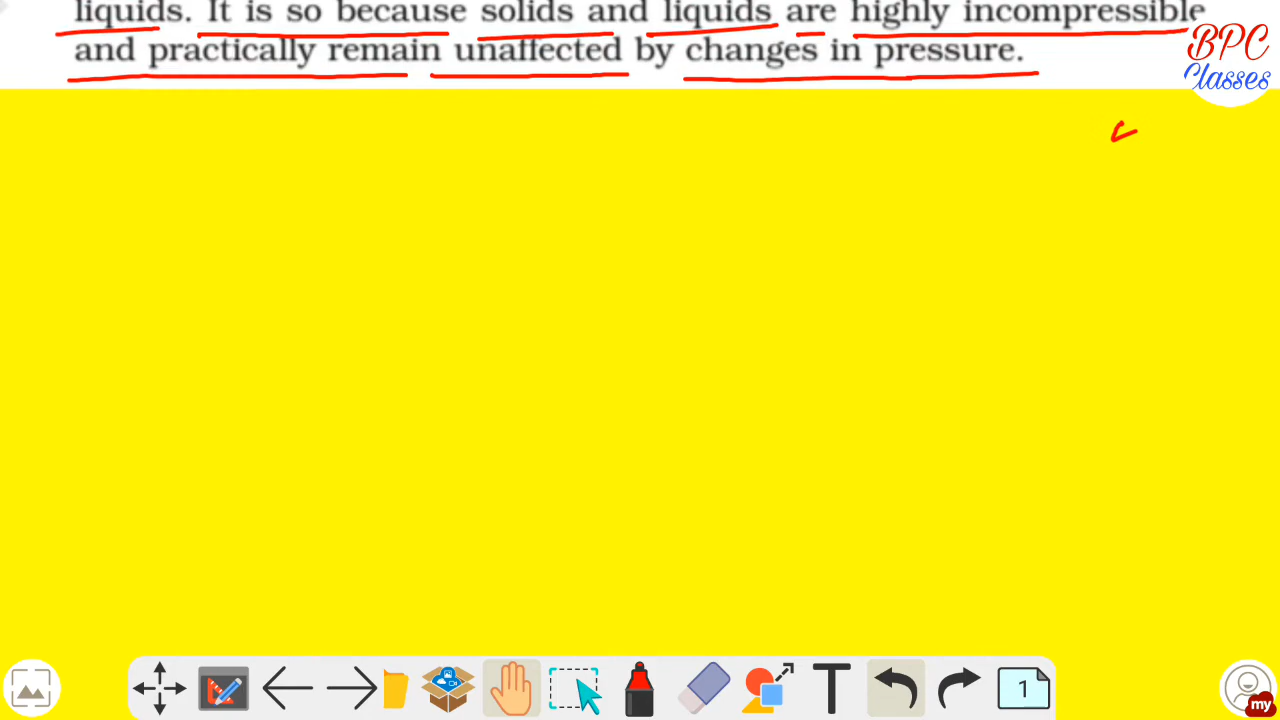 liquids. It is so because solids and liquids are highly incompressible
and practically remain unaffected by changes in pressure.
BPC
Classes
T
1
my